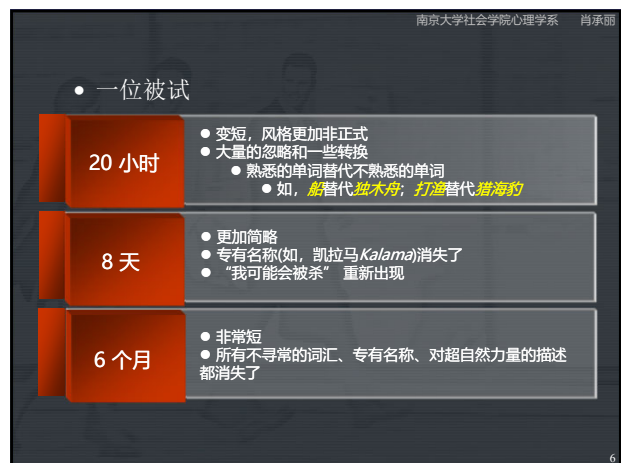 南京大学社会学院心理学系 肖承丽
● 一位被试
20 小时
● 变短，风格更加非正式
● 大量的忽略和一些转换
● 熟悉的单词替代不熟悉的单词
● 如，船替代独木舟；打渔替代猎海豹
8 天
● 更加简略
● 专有名称(如，凯拉马Kalama)消失了
● “我可能会被杀” 重新出现
6 个月
● 非常短
● 所有不寻常的词汇、专有名称、对超自然力量的描述
都消失了
6